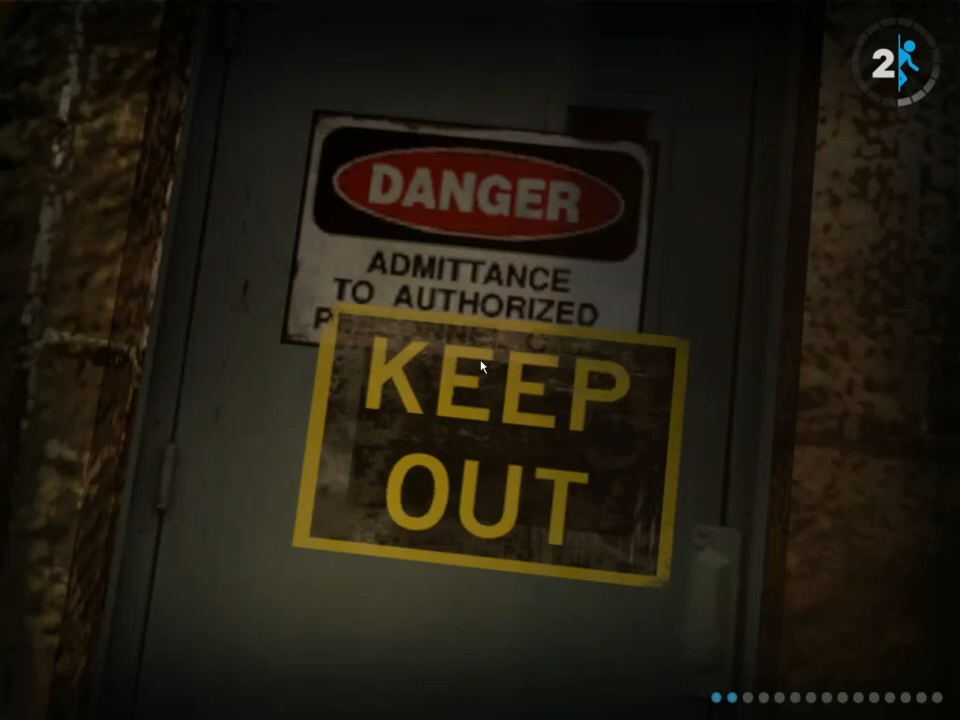 2
DANGER
ADMITTANCE
TO AUTHORIZED
KEEP
OUT